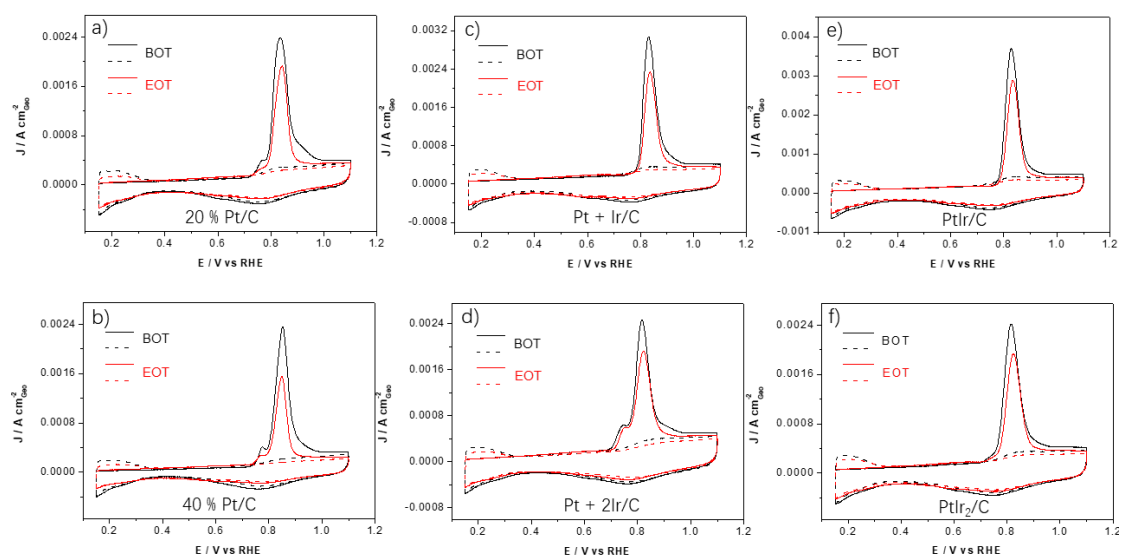 a)
J / A cm⁻²Geo
0.0024
0.0016
0.0008
0.0000
BOT
EOT
20 % Pt/C
0.2 0.4 0.6 0.8 1.0 1.2
E / V vs RHE
c)
J / A cm⁻²Geo
0.0032
0.0024
0.0016
0.0008
0.0000
-0.0008
BOT
EOT
Pt + Ir/C
0.2 0.4 0.6 0.8 1.0 1.2
E / V vs RHE
e)
J / A cm⁻²Geo
0.004
0.003
0.002
0.001
0.000
-0.001
BOT
EOT
PtIr/C
0.2 0.4 0.6 0.8 1.0 1.2
E / V vs RHE
b)
J / A cm⁻²Geo
0.0024
0.0016
0.0008
0.0000
BOT
EOT
40 % Pt/C
0.2 0.4 0.6 0.8 1.0 1.2
E / V vs RHE
d)
J / A cm⁻²Geo
0.0024
0.0016
0.0008
0.0000
-0.0008
BOT
EOT
Pt + 2Ir/C
0.2 0.4 0.6 0.8 1.0 1.2
E / V vs RHE
f)
J / A cm⁻²Geo
0.0024
0.0016
0.0008
0.0000
BOT
EOT
PtIr₂/C
0.2 0.4 0.6 0.8 1.0 1.2
E / V vs RHE